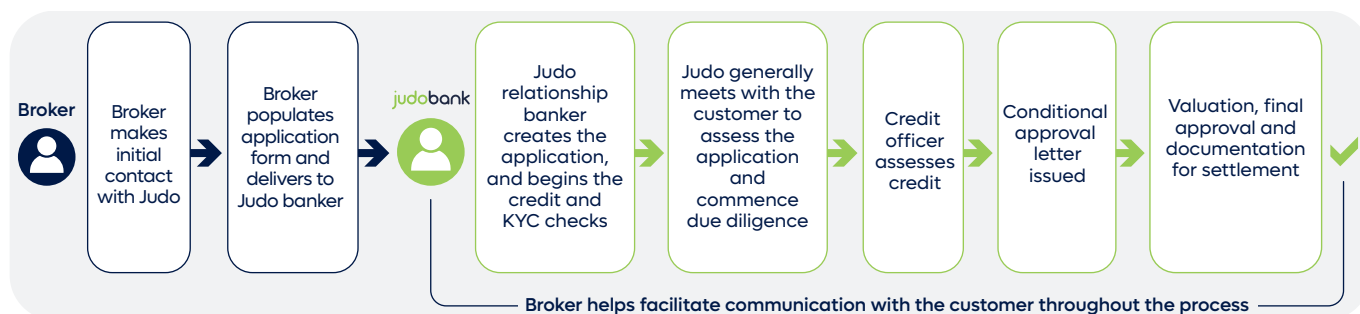 Broker
Broker
makes
initial
contact
with Judo
Broker
populates
application
form and
delivers to
Judo banker
judobank
Judo
relationship
banker
creates the
application,
and begins the
credit and
KYC checks
Judo generally
meets with the
customer to
assess the
application
and
commence
due diligence
Credit
officer
assesses
credit
Conditional
approval
letter
issued
Valuation, final
approval and
documentation
for settlement
Broker helps facilitate communication with the customer throughout the process